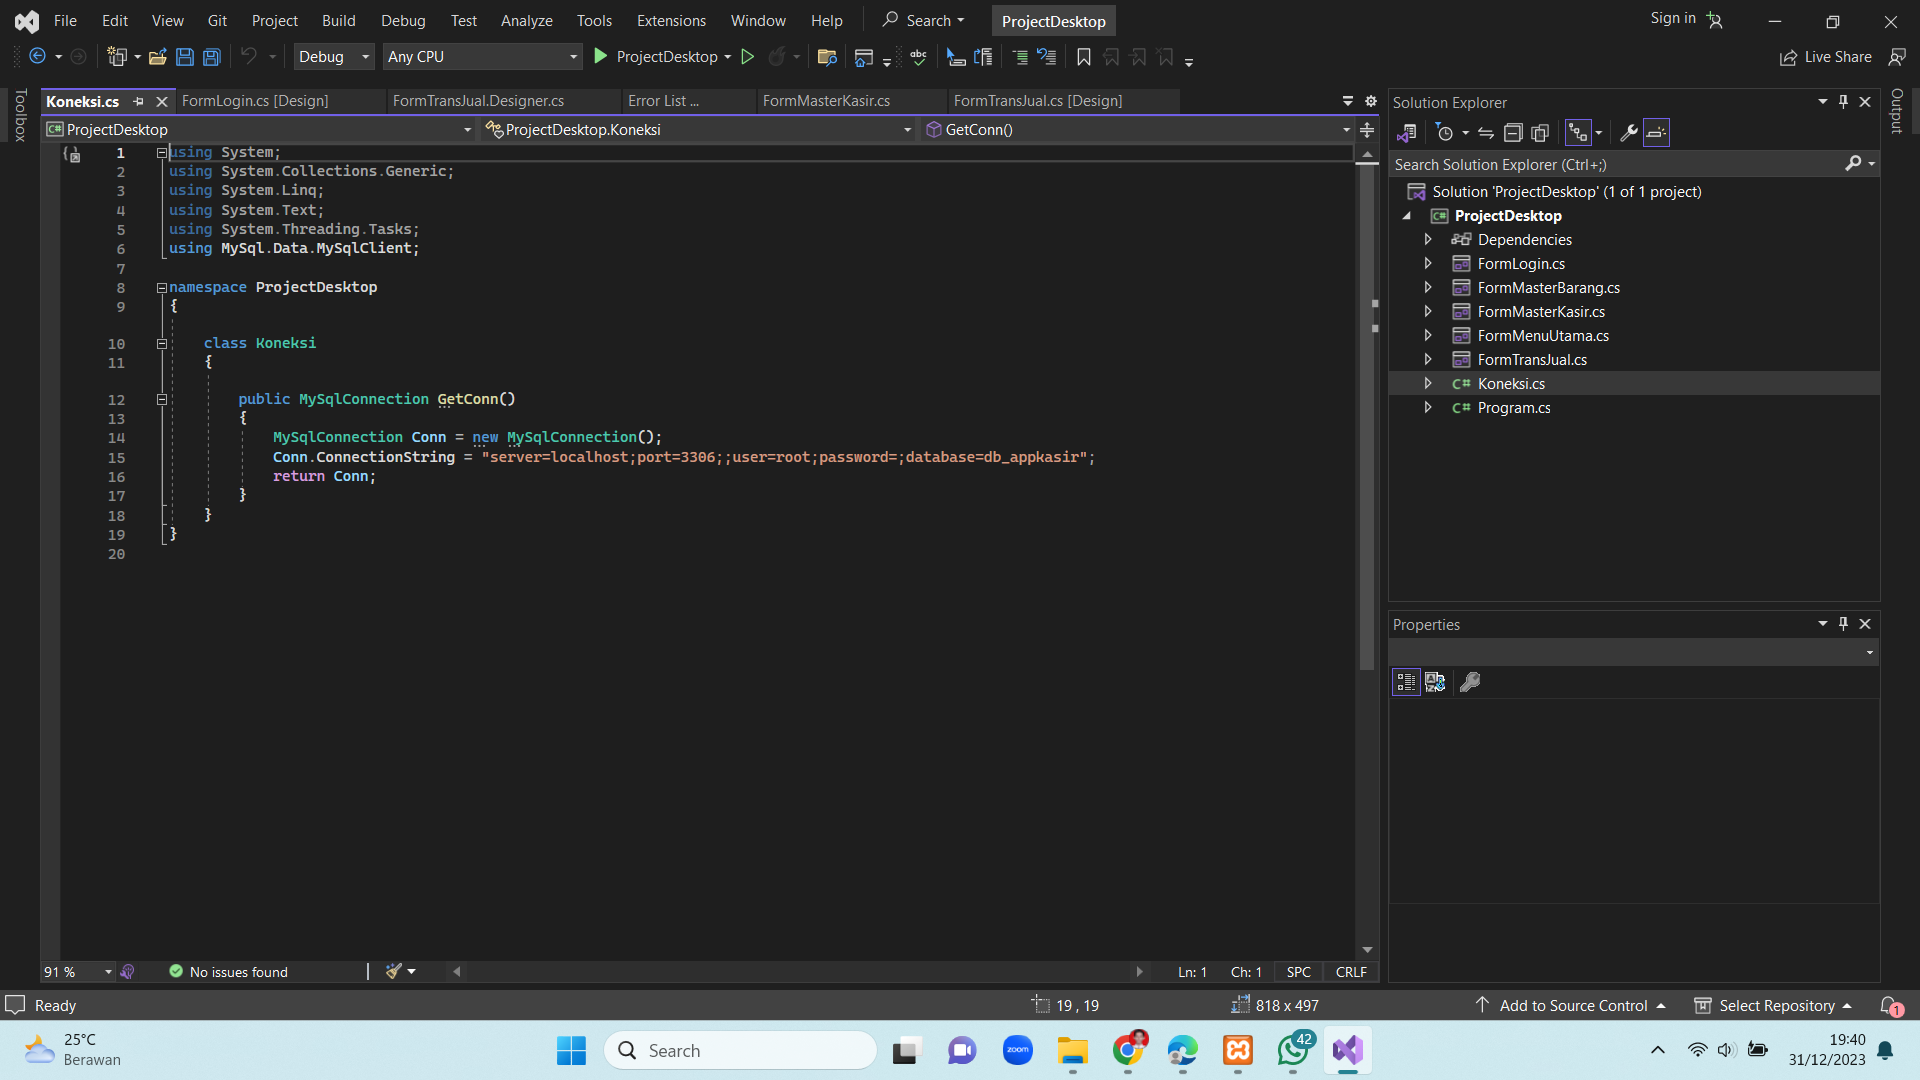 File Edit View Git Project Build Debug Test Analyze Tools Extensions Window Help Search ProjectDesktop Sign in
Debug Any CPU ProjectDesktop Live Share
Toolbox
Koneksi.cs FormLogin.cs [Design] FormTransJual.Designer.cs Error List ... FormMasterKasir.cs FormTransJual.cs [Design]
ProjectDesktop ProjectDesktop.Koneksi GetConn()
1 using System;
2 using System.Collections.Generic;
3 using System.Linq;
4 using System.Text;
5 using System.Threading.Tasks;
6 using MySql.Data.MySqlClient;
7
8 namespace ProjectDesktop
9 {
10 class Koneksi
11 {
12 public MySqlConnection GetConn()
13 {
14 MySqlConnection Conn = new MySqlConnection();
15 Conn.ConnectionString = "server=localhost;port=3306;;user=root;password=;database=db_appkasir";
16 return Conn;
17 }
18 }
19 }
20
91 % No issues found Ln: 1 Ch: 1 SPC CRLF
Solution Explorer
Search Solution Explorer (Ctrl+;)
Solution 'ProjectDesktop' (1 of 1 project)
C# ProjectDesktop
Dependencies
FormLogin.cs
FormMasterBarang.cs
FormMasterKasir.cs
FormMenuUtama.cs
FormTransJual.cs
C# Koneksi.cs
C# Program.cs
Properties
Output
Ready 19 , 19 818 x 497 Add to Source Control Select Repository 1
25°C
Berawan
Search
zoom
42
19:40
31/12/2023